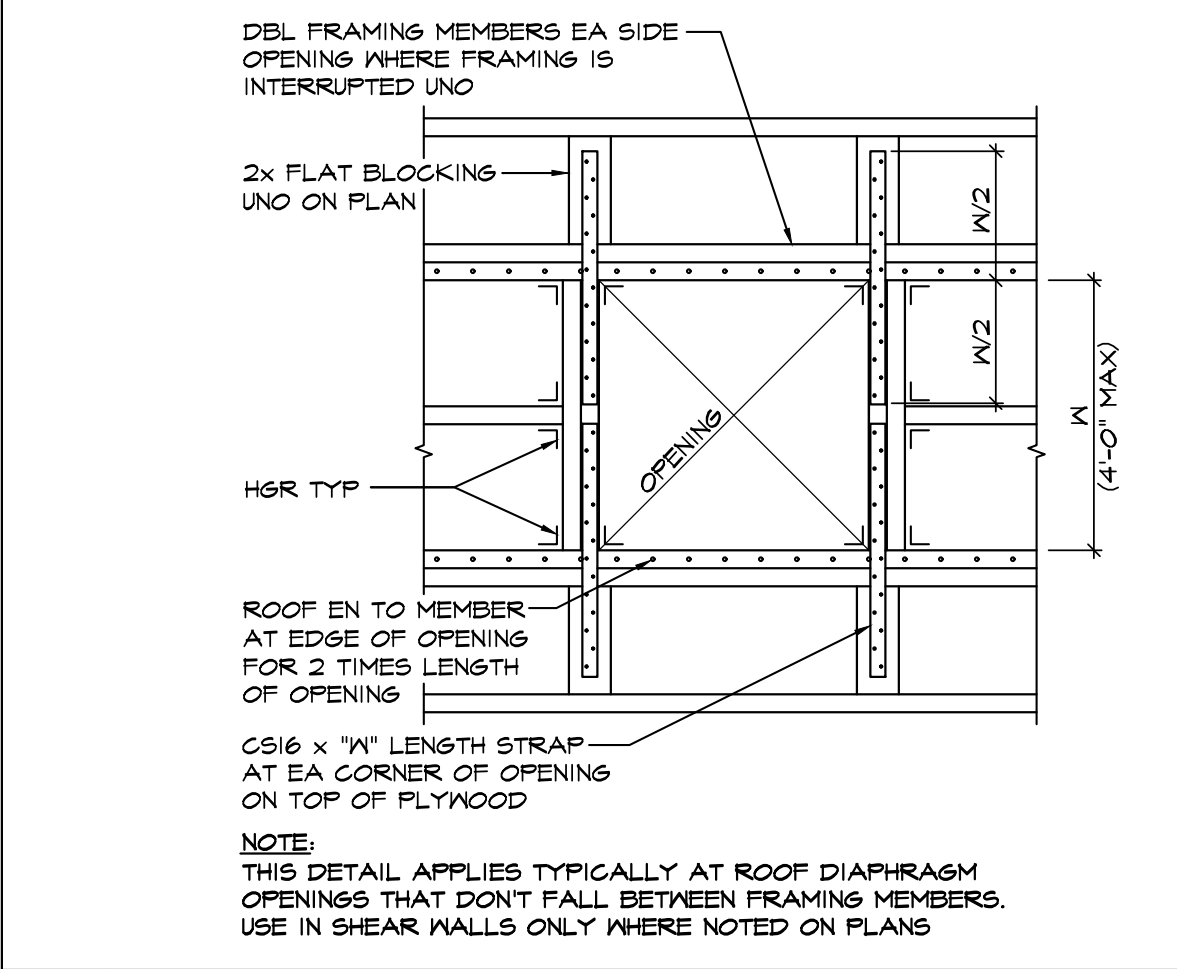 DBL FRAMING MEMBERS EA SIDE
OPENING WHERE FRAMING IS
INTERRUPTED UNO
2x FLAT BLOCKING
UNO ON PLAN
W/2
W/2
W
(4'-0" MAX)
OPENING
HGR TYP
ROOF EN TO MEMBER
AT EDGE OF OPENING
FOR 2 TIMES LENGTH
OF OPENING
CS16 x "W" LENGTH STRAP
AT EA CORNER OF OPENING
ON TOP OF PLYWOOD
NOTE:
THIS DETAIL APPLIES TYPICALLY AT ROOF DIAPHRAGM
OPENINGS THAT DON'T FALL BETWEEN FRAMING MEMBERS.
USE IN SHEAR WALLS ONLY WHERE NOTED ON PLANS